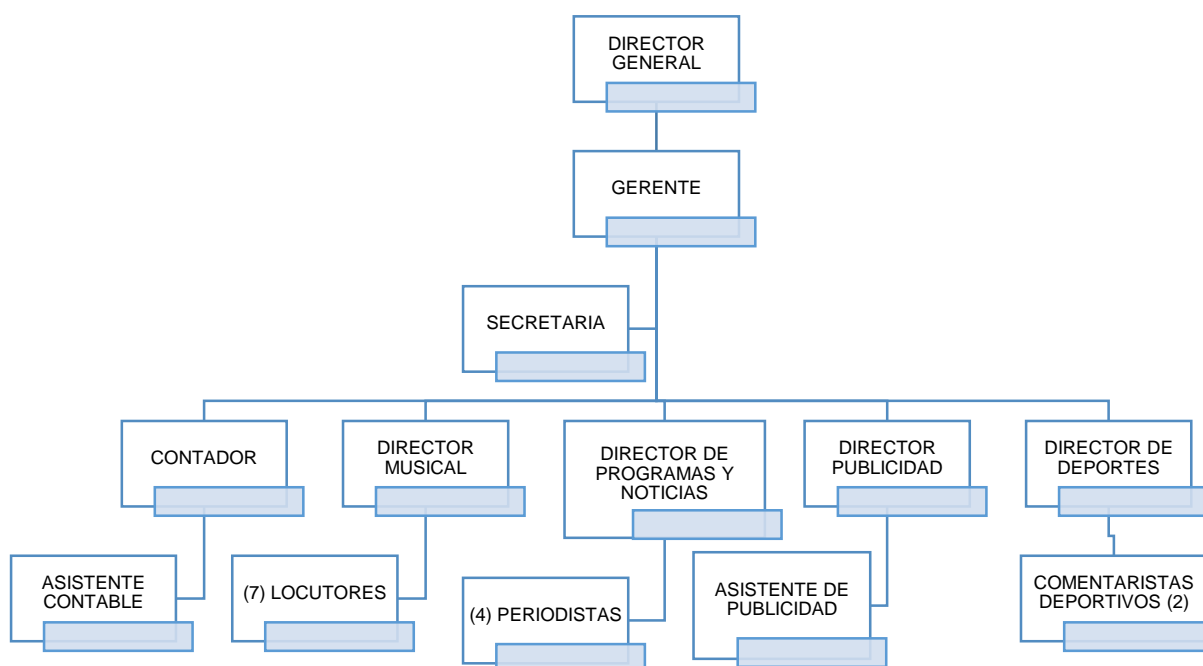 DIRECTOR
GENERAL
GERENTE
SECRETARIA
CONTADOR
DIRECTOR
MUSICAL
DIRECTOR DE
PROGRAMAS Y
NOTICIAS
DIRECTOR
PUBLICIDAD
DIRECTOR DE
DEPORTES
ASISTENTE
CONTABLE
(7) LOCUTORES
(4) PERIODISTAS
ASISTENTE DE
PUBLICIDAD
COMENTARISTAS
DEPORTIVOS (2)